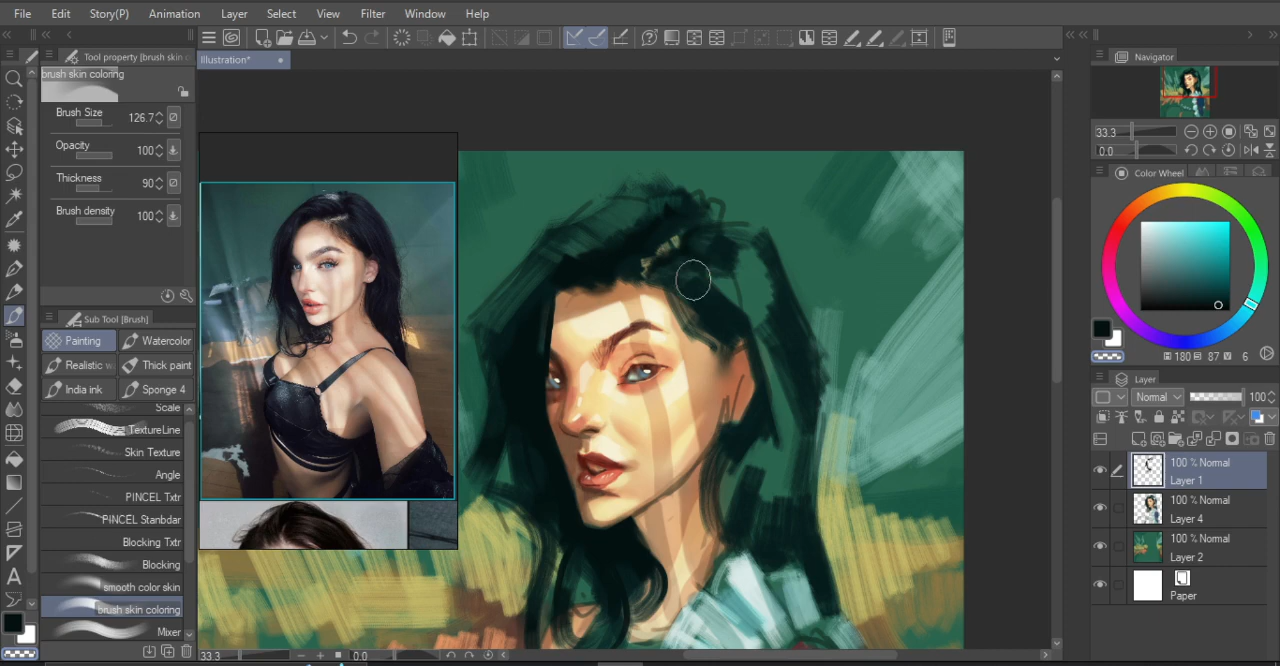 File Edit Story(P) Animation Layer Select View Filter Window Help
Tool property [brush skin c
brush skin coloring
Brush Size 126.7
Opacity 100
Thickness 90
Brush density 100
Sub Tool [Brush]
Painting Watercolor
Realistic w Thick paint
India ink Sponge 4
Scale
TextureLine
Skin Texture
Angle
PINCEL Txtr
PINCEL Stanbdar
Blocking Txtr
Blocking
smooth color skin
brush skin coloring
Mixer
Illustration*
33.3 0.0
Navigator
33.3
0.0
Color Wheel
H 180 S 87 V 6
Layer
Normal 100
100 % Normal
Layer 1
100 % Normal
Layer 4
100 % Normal
Layer 2
Paper